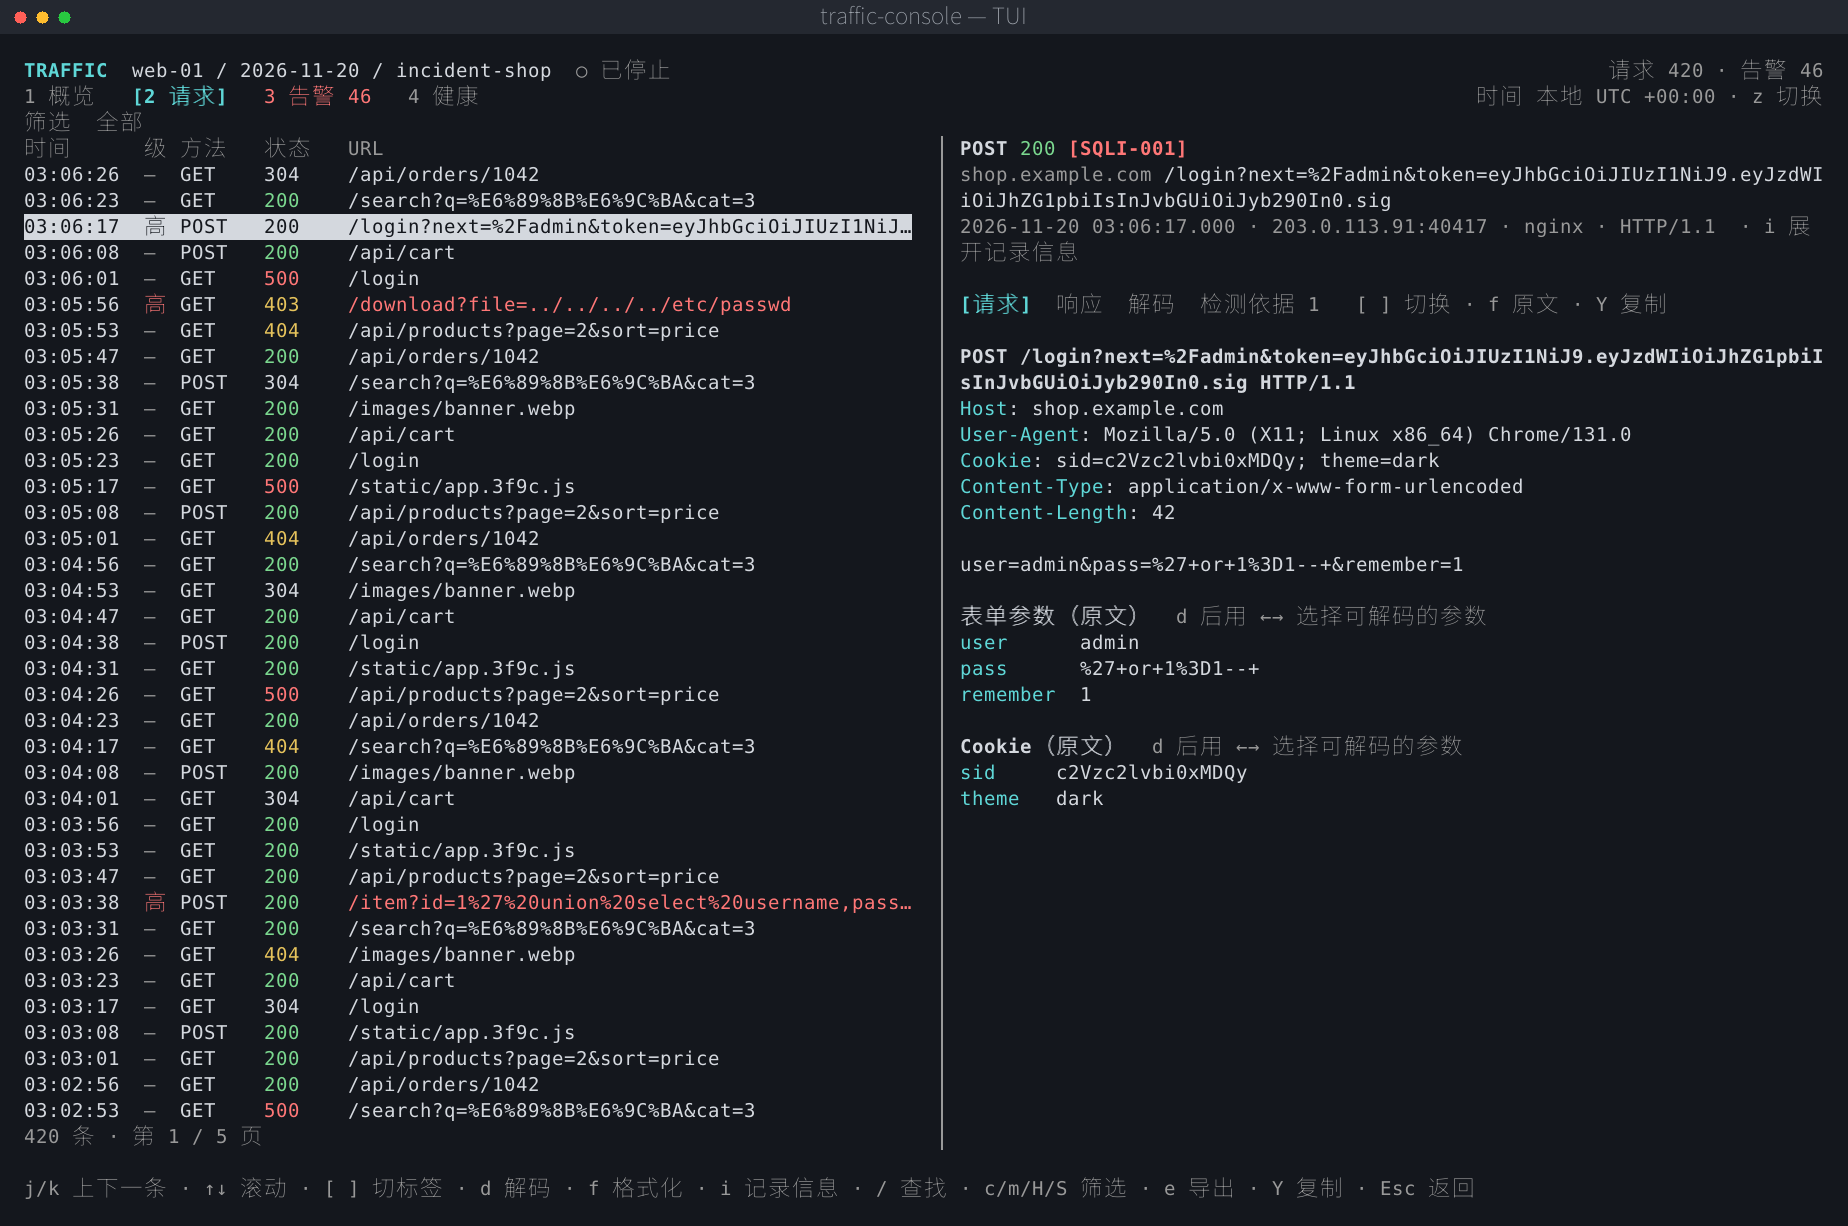 traffic-console — TUI
TRAFFIC web-01 / 2026-11-20 / incident-shop ○ 已停止 请求 420 · 告警 46
1 概览 [2 请求] 3 告警 46 4 健康 时间 本地 UTC +00:00 · z 切换
筛选 全部
时间 级 方法 状态 URL
03:06:26 — GET 304 /api/orders/1042
03:06:23 — GET 200 /search?q=%E6%89%8B%E6%9C%BA&cat=3
03:06:17 高 POST 200 /login?next=%2Fadmin&token=eyJhbGciOiJIUzI1NiJ…
03:06:08 — POST 200 /api/cart
03:06:01 — GET 500 /login
03:05:56 高 GET 403 /download?file=../../../../etc/passwd
03:05:53 — GET 404 /api/products?page=2&sort=price
03:05:47 — GET 200 /api/orders/1042
03:05:38 — POST 304 /search?q=%E6%89%8B%E6%9C%BA&cat=3
03:05:31 — GET 200 /images/banner.webp
03:05:26 — GET 200 /api/cart
03:05:23 — GET 200 /login
03:05:17 — GET 500 /static/app.3f9c.js
03:05:08 — POST 200 /api/products?page=2&sort=price
03:05:01 — GET 404 /api/orders/1042
03:04:56 — GET 200 /search?q=%E6%89%8B%E6%9C%BA&cat=3
03:04:53 — GET 304 /images/banner.webp
03:04:47 — GET 200 /api/cart
03:04:38 — POST 200 /login
03:04:31 — GET 200 /static/app.3f9c.js
03:04:26 — GET 500 /api/products?page=2&sort=price
03:04:23 — GET 200 /api/orders/1042
03:04:17 — GET 404 /search?q=%E6%89%8B%E6%9C%BA&cat=3
03:04:08 — POST 200 /images/banner.webp
03:04:01 — GET 304 /api/cart
03:03:56 — GET 200 /login
03:03:53 — GET 200 /static/app.3f9c.js
03:03:47 — GET 200 /api/products?page=2&sort=price
03:03:38 高 POST 200 /item?id=1%27%20union%20select%20username,pass…
03:03:31 — GET 200 /search?q=%E6%89%8B%E6%9C%BA&cat=3
03:03:26 — GET 404 /images/banner.webp
03:03:23 — GET 200 /api/cart
03:03:17 — GET 304 /login
03:03:08 — POST 200 /static/app.3f9c.js
03:03:01 — GET 200 /api/products?page=2&sort=price
03:02:56 — GET 200 /api/orders/1042
03:02:53 — GET 500 /search?q=%E6%89%8B%E6%9C%BA&cat=3
420 条 · 第 1 / 5 页
POST 200 [SQLI-001]
shop.example.com /login?next=%2Fadmin&token=eyJhbGciOiJIUzI1NiJ9.eyJzdWI
iOiJhZG1pbiIsInJvbGUiOiJyb290In0.sig
2026-11-20 03:06:17.000 · 203.0.113.91:40417 · nginx · HTTP/1.1 · i 展
开记录信息
[请求] 响应 解码 检测依据 1 [ ] 切换 · f 原文 · Y 复制
POST /login?next=%2Fadmin&token=eyJhbGciOiJIUzI1NiJ9.eyJzdWIiOiJhZG1pbiI
sInJvbGUiOiJyb290In0.sig HTTP/1.1
Host: shop.example.com
User-Agent: Mozilla/5.0 (X11; Linux x86_64) Chrome/131.0
Cookie: sid=c2Vzc2lvbi0xMDQy; theme=dark
Content-Type: application/x-www-form-urlencoded
Content-Length: 42
user=admin&pass=%27+or+1%3D1--+&remember=1
表单参数（原文） d 后用 ←→ 选择可解码的参数
user admin
pass %27+or+1%3D1--+
remember 1
Cookie（原文） d 后用 ←→ 选择可解码的参数
sid c2Vzc2lvbi0xMDQy
theme dark
j/k 上下一条 · ↑↓ 滚动 · [ ] 切标签 · d 解码 · f 格式化 · i 记录信息 · / 查找 · c/m/H/S 筛选 · e 导出 · Y 复制 · Esc 返回